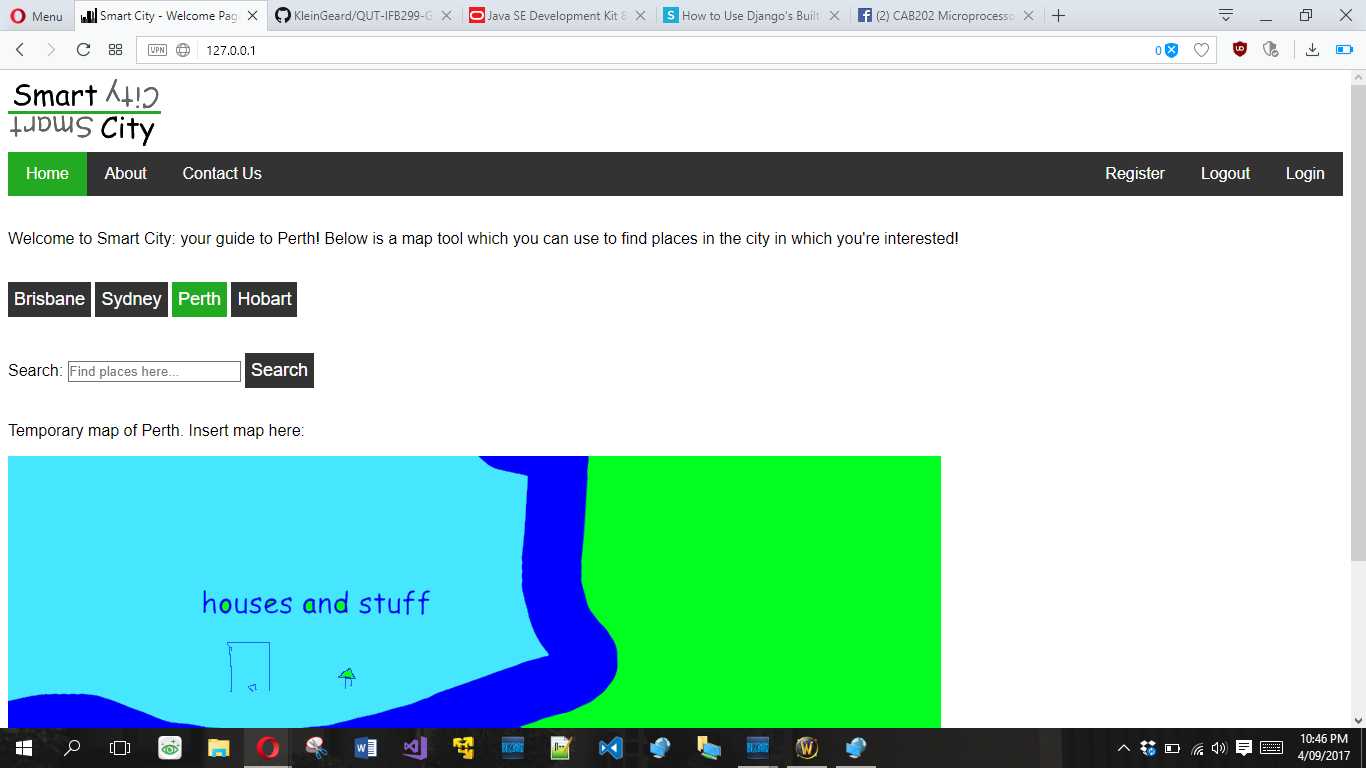 Menu
Smart City - Welcome Pag
KleinGeard/QUT-IFB299-G
Java SE Development Kit 8
How to Use Django's Built
(2) CAB202 Microprocesso
VPN
127.0.0.1
0
Smart City
Smart City
Home About Contact Us Register Logout Login
Welcome to Smart City: your guide to Perth! Below is a map tool which you can use to find places in the city in which you're interested!
Brisbane Sydney Perth Hobart
Search: Find places here... Search
Temporary map of Perth. Insert map here:
houses and stuff
10:46 PM
4/09/2017